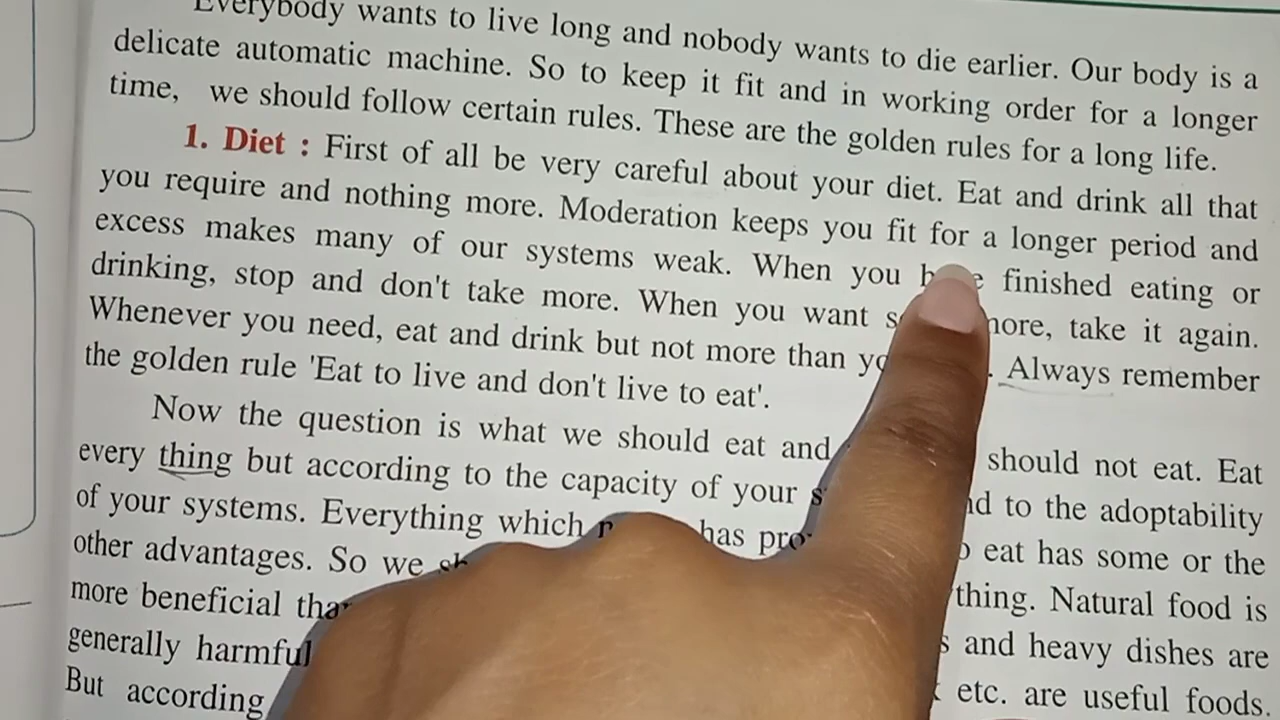 Everybody wants to live long and nobody wants to die earlier. Our body is a
delicate automatic machine. So to keep it fit and in working order for a longer
time, we should follow certain rules. These are the golden rules for a long life.
1. Diet : First of all be very careful about your diet. Eat and drink all that
you require and nothing more. Moderation keeps you fit for a longer period and
excess makes many of our systems weak. When you have finished eating or
drinking, stop and don't take more. When you want more, take it again.
Whenever you need, eat and drink but not more than . Always remember
the golden rule 'Eat to live and don't live to eat'.
Now the question is what we should eat and should not eat. Eat
every thing but according to the capacity of your to the adoptability
of your systems. Everything which has eat has some or the
other advantages. So we thing. Natural food is
more beneficial and heavy dishes are
generally harmful etc. are useful foods.
But according